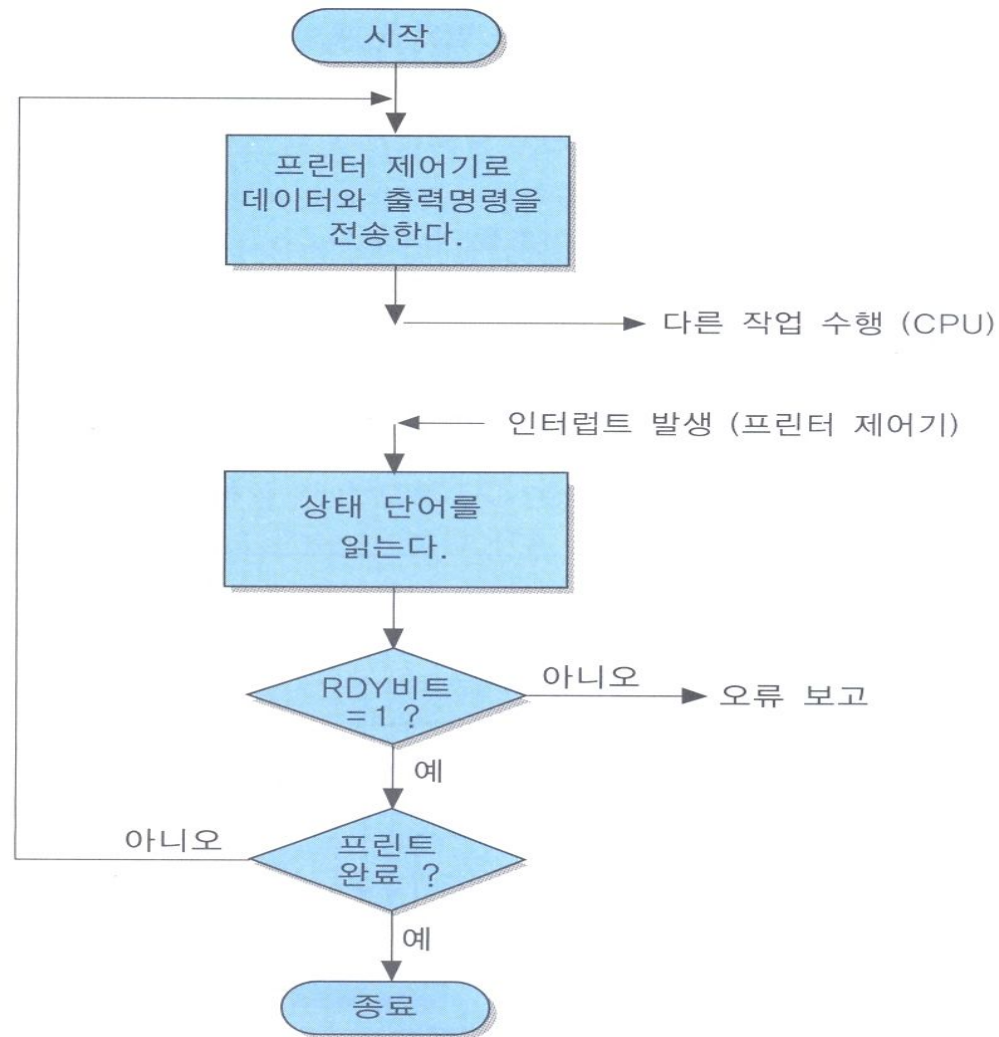 시작
프린터 제어기로
데이터와 출력명령을
전송한다.
다른 작업 수행 (CPU)
인터럽트 발생 (프린터 제어기)
상태 단어를
읽는다.
RDY비트
=1 ?
아니오
오류 보고
예
프린트
완료 ?
아니오
예
종료